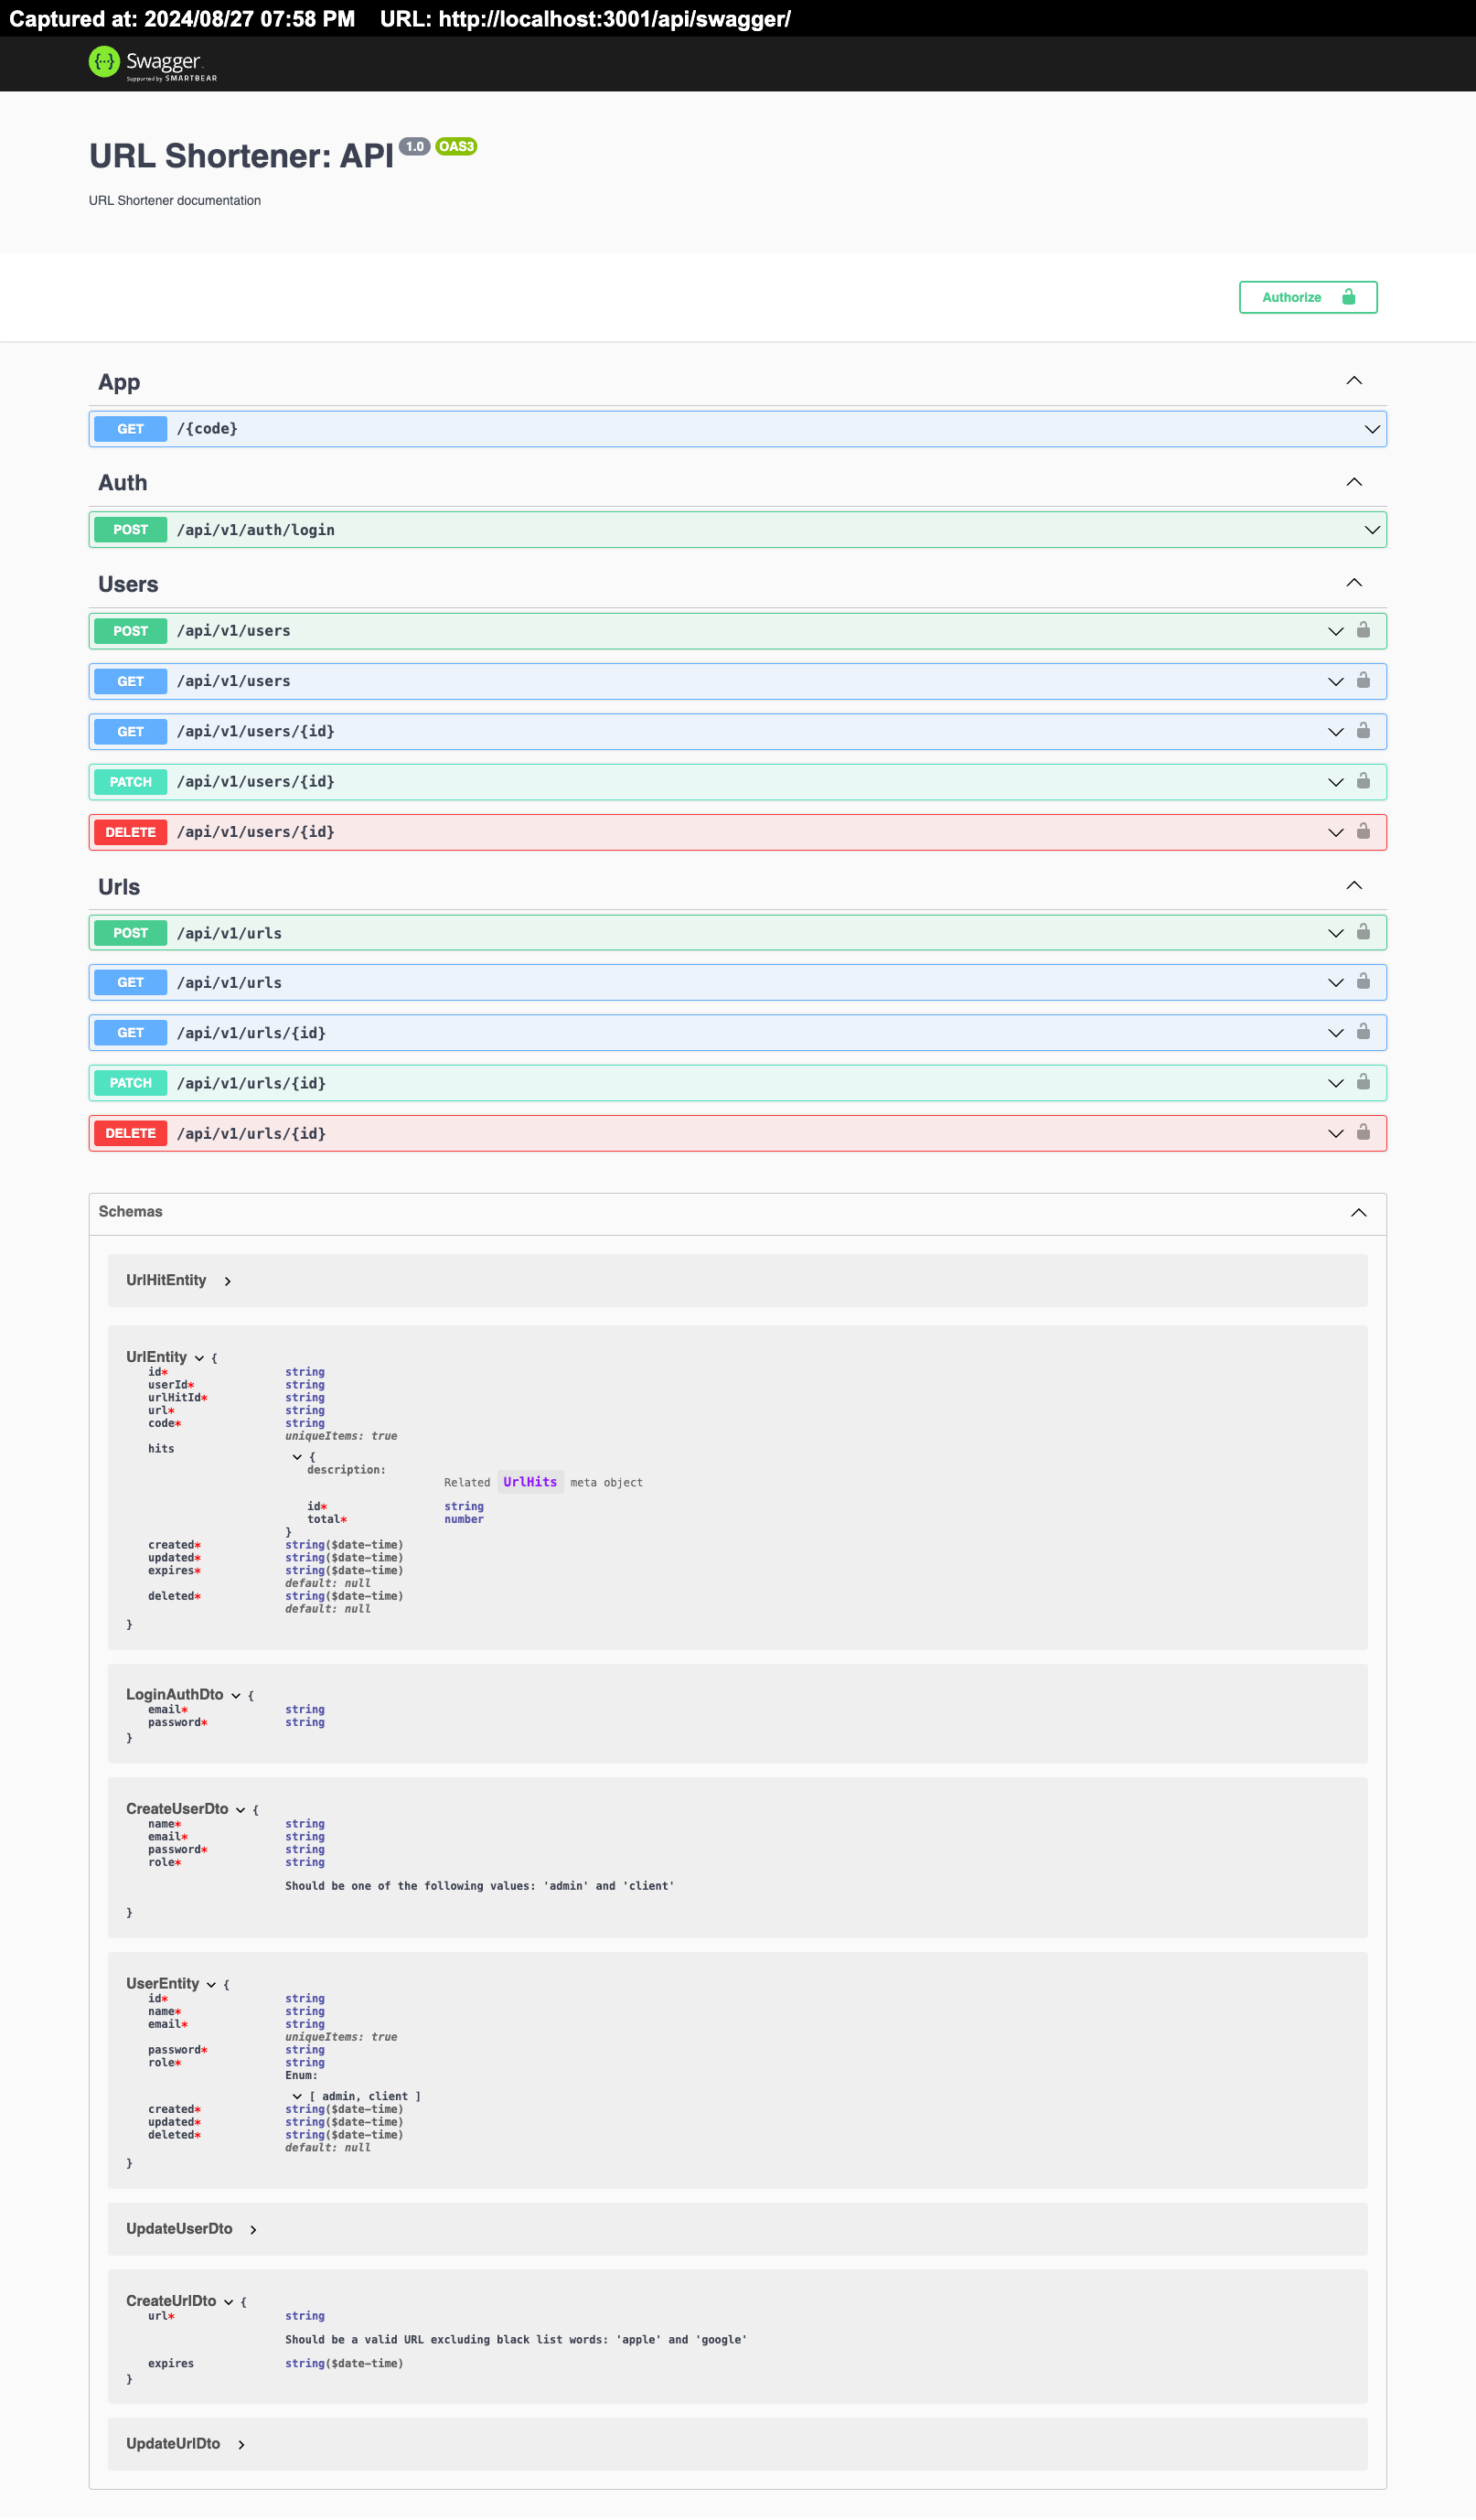 Captured at: 2024/08/27 07:58 PM    URL: http://localhost:3001/api/swagger/
Swagger
Supported by SMARTBEAR
URL Shortener: API 1.0 OAS3
URL Shortener documentation
Authorize
App
GET /{code}
Auth
POST /api/v1/auth/login
Users
POST /api/v1/users
GET /api/v1/users
GET /api/v1/users/{id}
PATCH /api/v1/users/{id}
DELETE /api/v1/users/{id}
Urls
POST /api/v1/urls
GET /api/v1/urls
GET /api/v1/urls/{id}
PATCH /api/v1/urls/{id}
DELETE /api/v1/urls/{id}
Schemas
UrlHitEntity
UrlEntity {
id* string
userId* string
urlHitId* string
url* string
code* string
uniqueItems: true
hits
{
description:
Related UrlHits meta object
id* string
total* number
}
created* string($date-time)
updated* string($date-time)
expires* string($date-time)
default: null
deleted* string($date-time)
default: null
}
LoginAuthDto {
email* string
password* string
}
CreateUserDto {
name* string
email* string
password* string
role* string
Should be one of the following values: 'admin' and 'client'
}
UserEntity {
id* string
name* string
email* string
uniqueItems: true
password* string
role* string
Enum:
[ admin, client ]
created* string($date-time)
updated* string($date-time)
deleted* string($date-time)
default: null
}
UpdateUserDto
CreateUrlDto {
url* string
Should be a valid URL excluding black list words: 'apple' and 'google'
expires string($date-time)
}
UpdateUrlDto